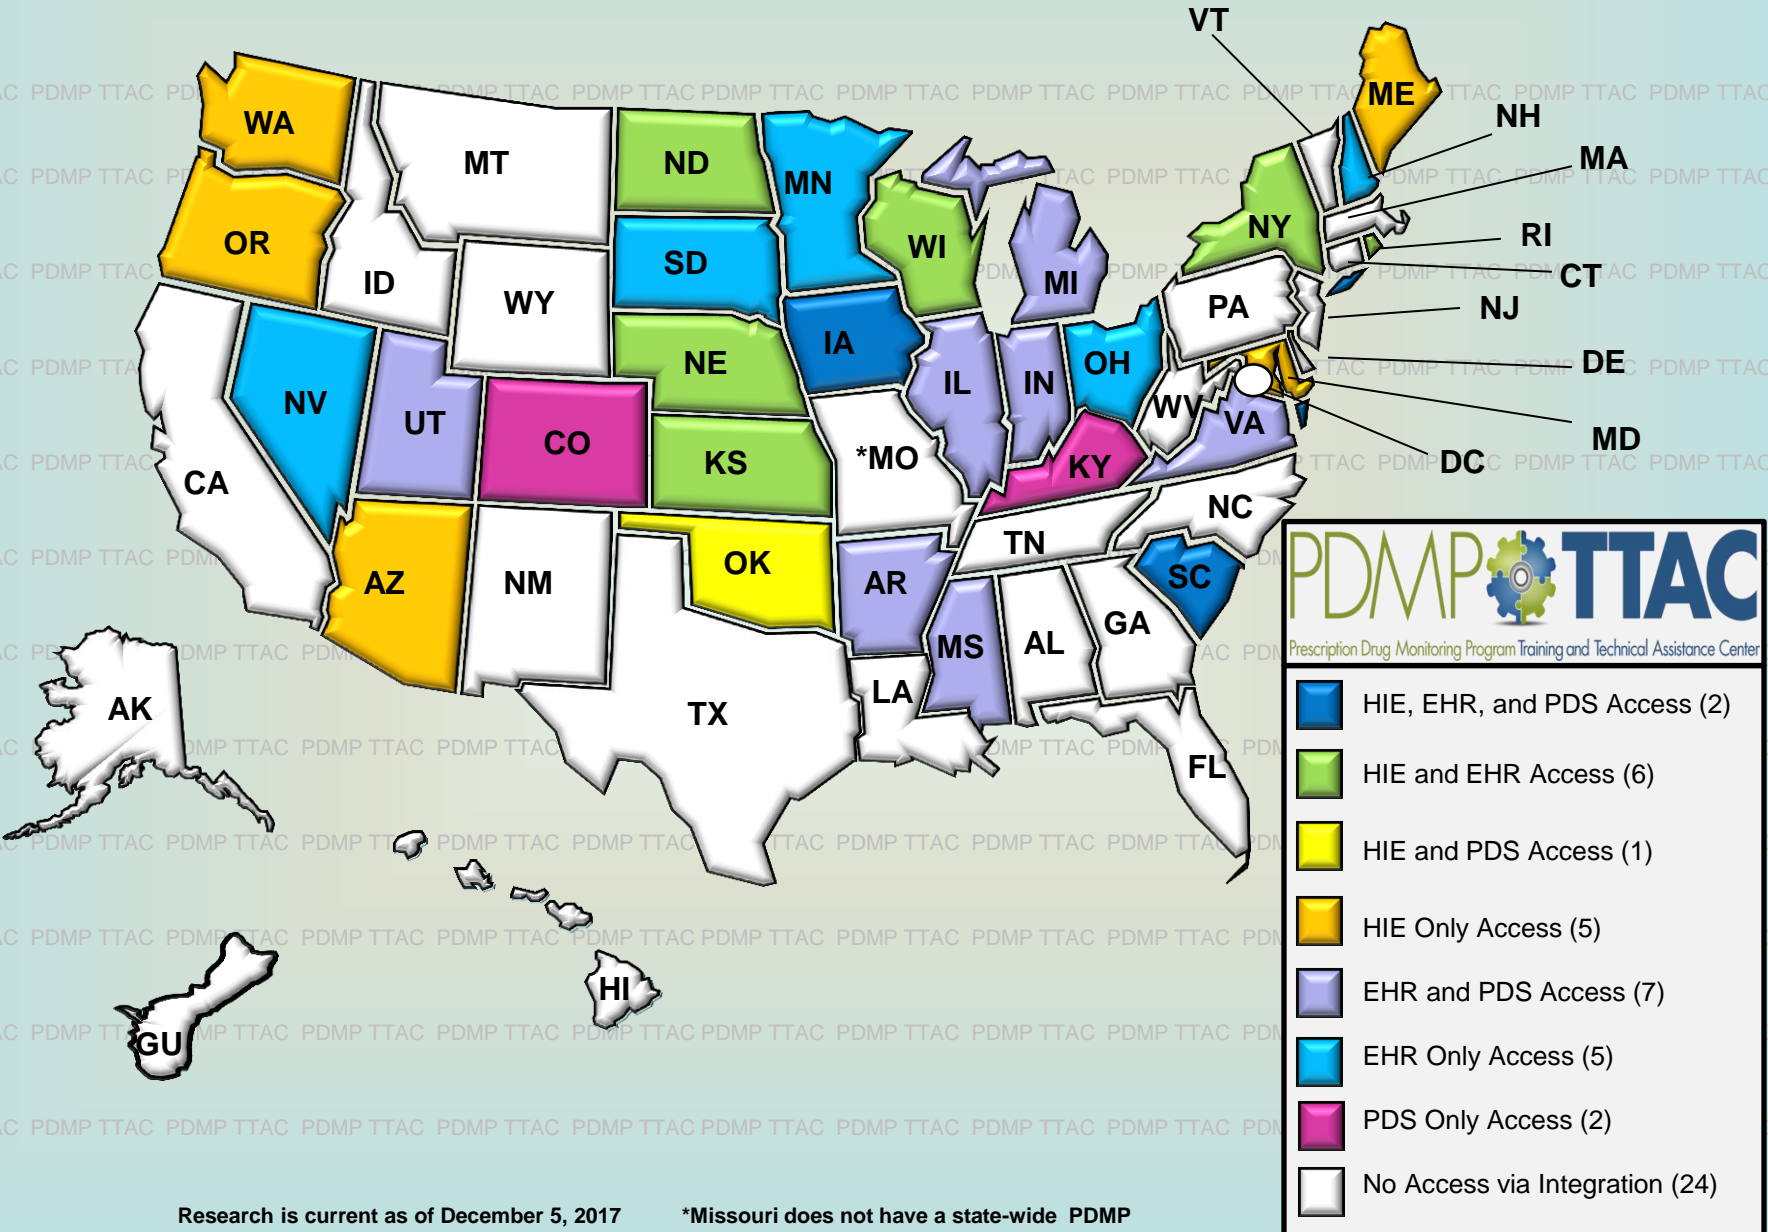 VT
ME
NH
MA
RI
CT
NJ
DE
MD
DC
WA
MT
ND
MN
OR
ID
WY
SD
WI
MI
NY
PA
NE
IA
IL
IN
OH
WV
VA
NV
UT
CO
KS
*MO
KY
CA
NC
TN
SC
AZ
NM
OK
AR
MS
AL
GA
LA
TX
FL
AK
HI
GU
PDMP TTAC
Prescription Drug Monitoring Program Training and Technical Assistance Center
HIE, EHR, and PDS Access (2)
HIE and EHR Access (6)
HIE and PDS Access (1)
HIE Only Access (5)
EHR and PDS Access (7)
EHR Only Access (5)
PDS Only Access (2)
No Access via Integration (24)
Research is current as of December 5, 2017 *Missouri does not have a state-wide PDMP